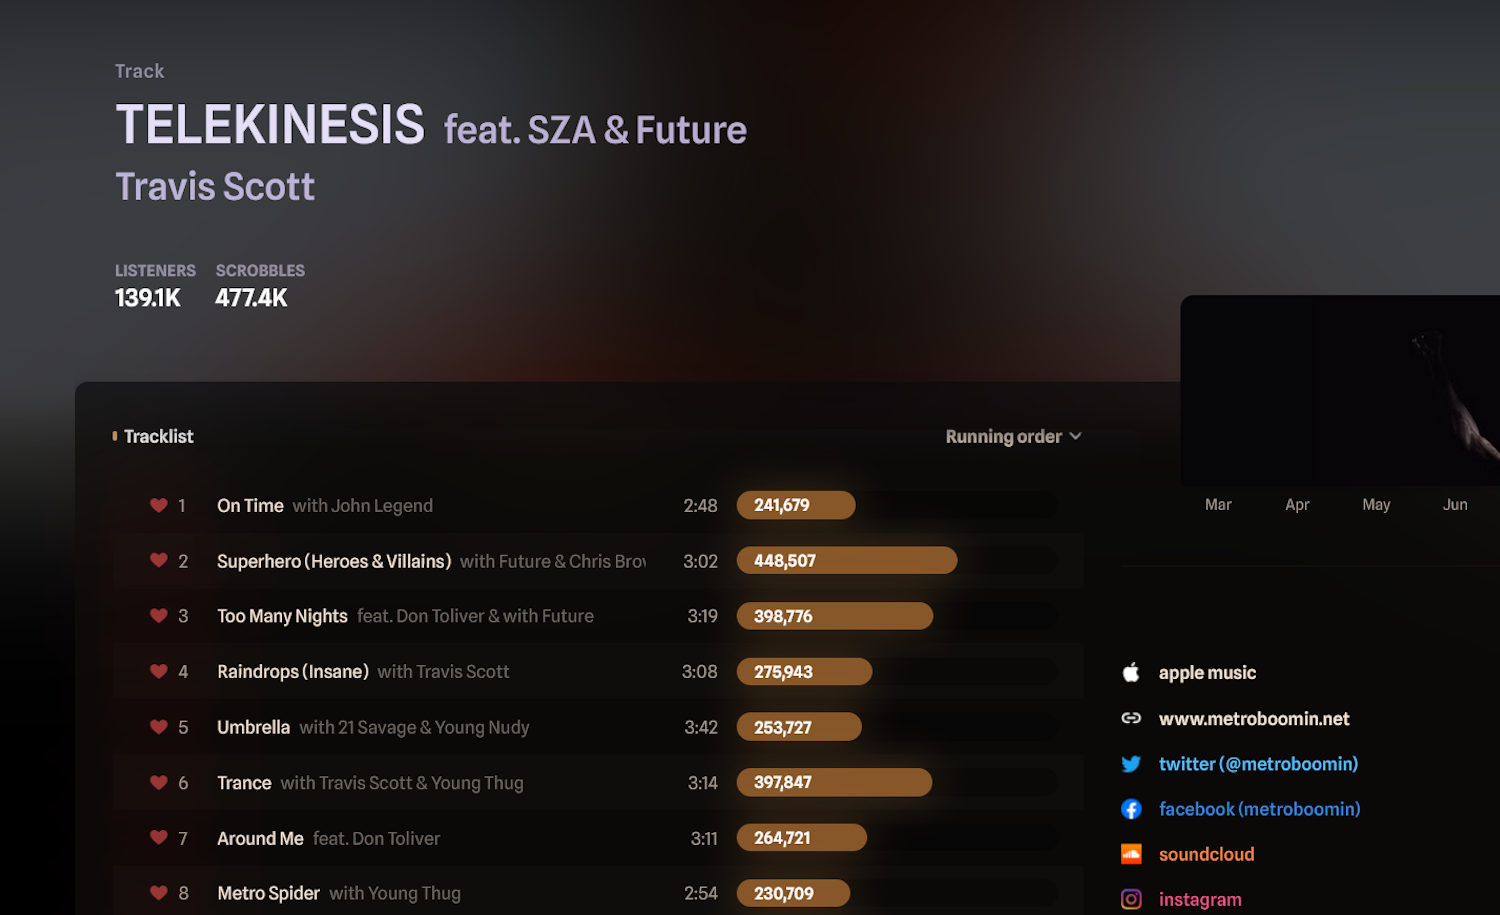 Track
TELEKINESIS feat. SZA & Future
Travis Scott
LISTENERS SCROBBLES
139.1K 477.4K
Tracklist Running order
1 On Time with John Legend 2:48 241,679
2 Superhero (Heroes & Villains) with Future & Chris Brow 3:02 448,507
3 Too Many Nights feat. Don Toliver & with Future 3:19 398,776
4 Raindrops (Insane) with Travis Scott 3:08 275,943
5 Umbrella with 21 Savage & Young Nudy 3:42 253,727
6 Trance with Travis Scott & Young Thug 3:14 397,847
7 Around Me feat. Don Toliver 3:11 264,721
8 Metro Spider with Young Thug 2:54 230,709
Mar Apr May Jun
apple music
www.metroboomin.net
twitter (@metroboomin)
facebook (metroboomin)
soundcloud
instagram